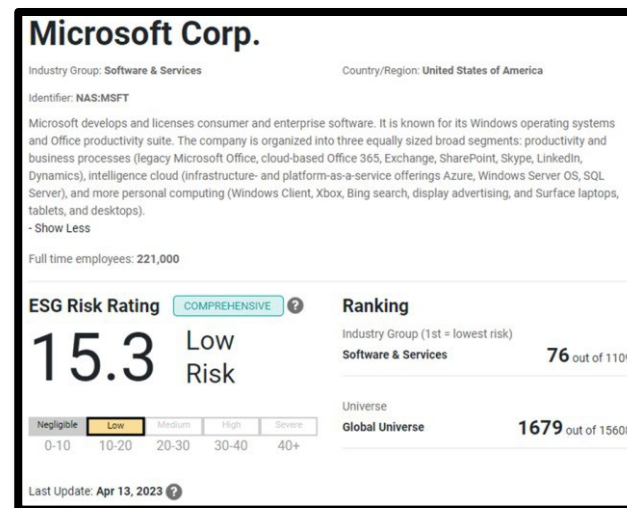 Microsoft Corp.
Industry Group: Software & Services
Country/Region: United States of America
Identifier: NAS:MSFT
Microsoft develops and licenses consumer and enterprise software. It is known for its Windows operating systems
and Office productivity suite. The company is organized into three equally sized broad segments: productivity and
business processes (legacy Microsoft Office, cloud-based Office 365, Exchange, SharePoint, Skype, LinkedIn,
Dynamics), intelligence cloud (infrastructure- and platform-as-a-service offerings Azure, Windows Server OS, SQL
Server), and more personal computing (Windows Client, Xbox, Bing search, display advertising, and Surface laptops,
tablets, and desktops).
- Show Less
Full time employees: 221,000
ESG Risk Rating COMPREHENSIVE ?
15.3 Low
Risk
Negligible Low Medium High Severe
0-10 10-20 20-30 30-40 40+
Last Update: Apr 13, 2023 ?
Ranking
Industry Group (1st = lowest risk)
Software & Services 76 out of 1109
Universe
Global Universe 1679 out of 15608